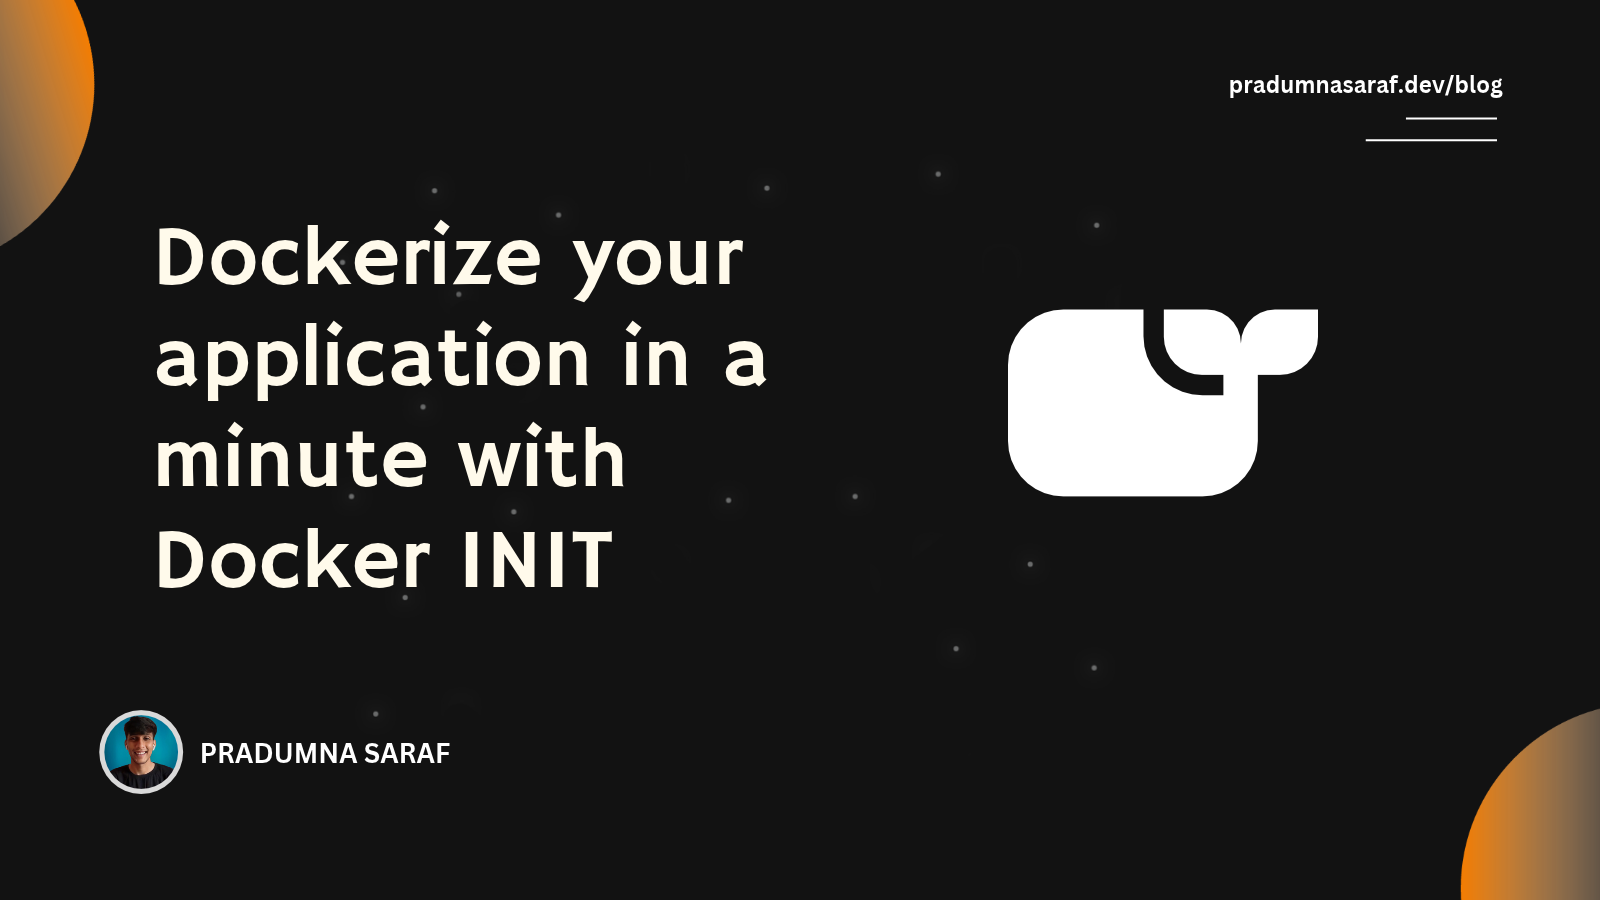 pradumnasaraf.dev/blog
Dockerize your
application in a
minute with
Docker INIT
PRADUMNA SARAF